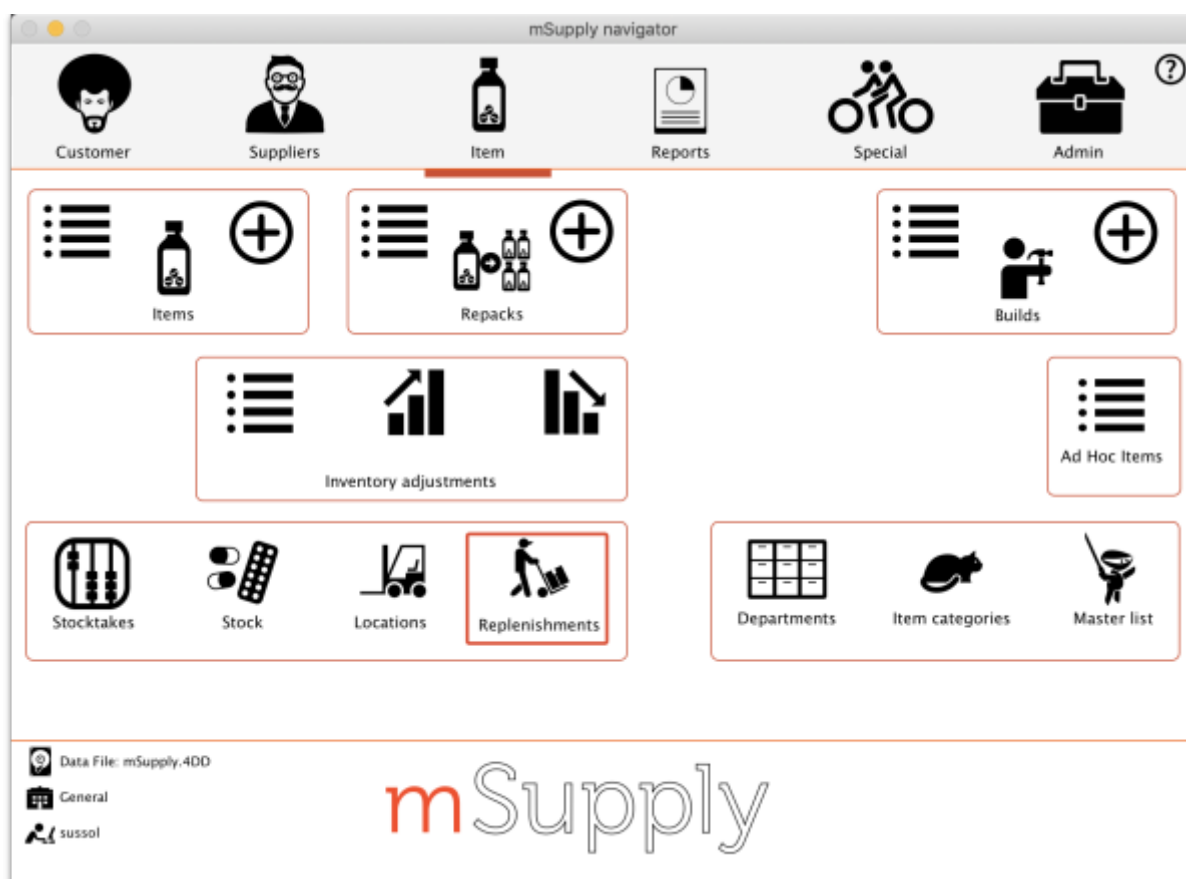 mSupply navigator
?
Customer Suppliers Item Reports Special Admin
Items Repacks Builds
Inventory adjustments
Ad Hoc Items
Stocktakes Stock Locations Replenishments Departments Item categories Master list
Data File: mSupply.4DD
General
sussol
mSupply